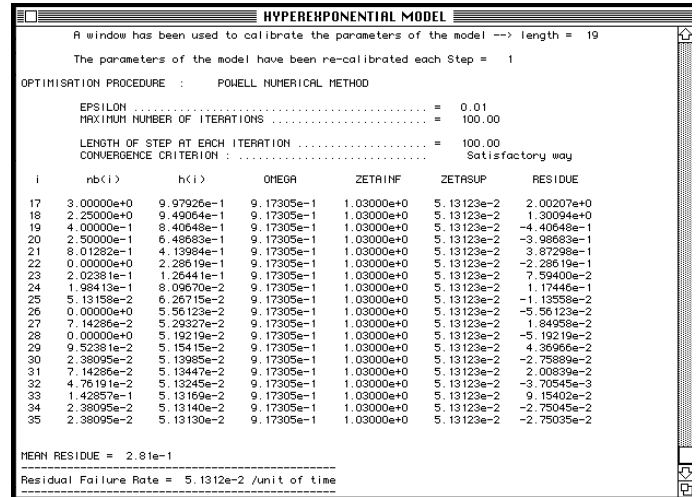 HYPEREXPONENTIAL MODEL
A window has been used to calibrate the parameters of the model --> length = 19
The parameters of the model have been re-calibrated each Step = 1
OPTIMISATION PROCEDURE : POWELL NUMERICAL METHOD
EPSILON ............................................ = 0.01
MAXIMUM NUMBER OF ITERATIONS ....................... = 100.00
LENGTH OF STEP AT EACH ITERATION ................... = 100.00
CONVERGENCE CRITERION : ............................ Satisfactory way
i nb(i) h(i) OMEGA ZETAINF ZETASUP RESIDUE
17 3.00000e+0 9.97926e-1 9.17305e-1 1.03000e+0 5.13123e-2 2.00207e+0
18 2.25000e+0 9.49064e-1 9.17305e-1 1.03000e+0 5.13123e-2 1.30094e+0
19 4.00000e-1 8.40648e-1 9.17305e-1 1.03000e+0 5.13123e-2 -4.40648e-1
20 2.50000e-1 6.48683e-1 9.17305e-1 1.03000e+0 5.13123e-2 -3.98683e-1
21 8.01282e-1 4.13984e-1 9.17305e-1 1.03000e+0 5.13123e-2 3.87298e-1
22 0.00000e+0 2.28619e-1 9.17305e-1 1.03000e+0 5.13123e-2 -2.28619e-1
23 2.02381e-1 1.26441e-1 9.17305e-1 1.03000e+0 5.13123e-2 7.59400e-2
24 1.98413e-1 8.09670e-2 9.17305e-1 1.03000e+0 5.13123e-2 1.17446e-1
25 5.13158e-2 6.26715e-2 9.17305e-1 1.03000e+0 5.13123e-2 -1.13558e-2
26 0.00000e+0 5.56123e-2 9.17305e-1 1.03000e+0 5.13123e-2 -5.56123e-2
27 7.14286e-2 5.29327e-2 9.17305e-1 1.03000e+0 5.13123e-2 1.84958e-2
28 0.00000e+0 5.19219e-2 9.17305e-1 1.03000e+0 5.13123e-2 -5.19219e-2
29 9.52381e-2 5.15415e-2 9.17305e-1 1.03000e+0 5.13123e-2 4.36966e-2
30 2.38095e-2 5.13985e-2 9.17305e-1 1.03000e+0 5.13123e-2 -2.75889e-2
31 7.14286e-2 5.13447e-2 9.17305e-1 1.03000e+0 5.13123e-2 2.00839e-2
32 4.76191e-2 5.13245e-2 9.17305e-1 1.03000e+0 5.13123e-2 -3.70545e-3
33 1.42857e-1 5.13169e-2 9.17305e-1 1.03000e+0 5.13123e-2 9.15402e-2
34 2.38095e-2 5.13140e-2 9.17305e-1 1.03000e+0 5.13123e-2 -2.75045e-2
35 2.38095e-2 5.13130e-2 9.17305e-1 1.03000e+0 5.13123e-2 -2.75035e-2
MEAN RESIDUE = 2.81e-1
Residual Failure Rate = 5.1312e-2 /unit of time